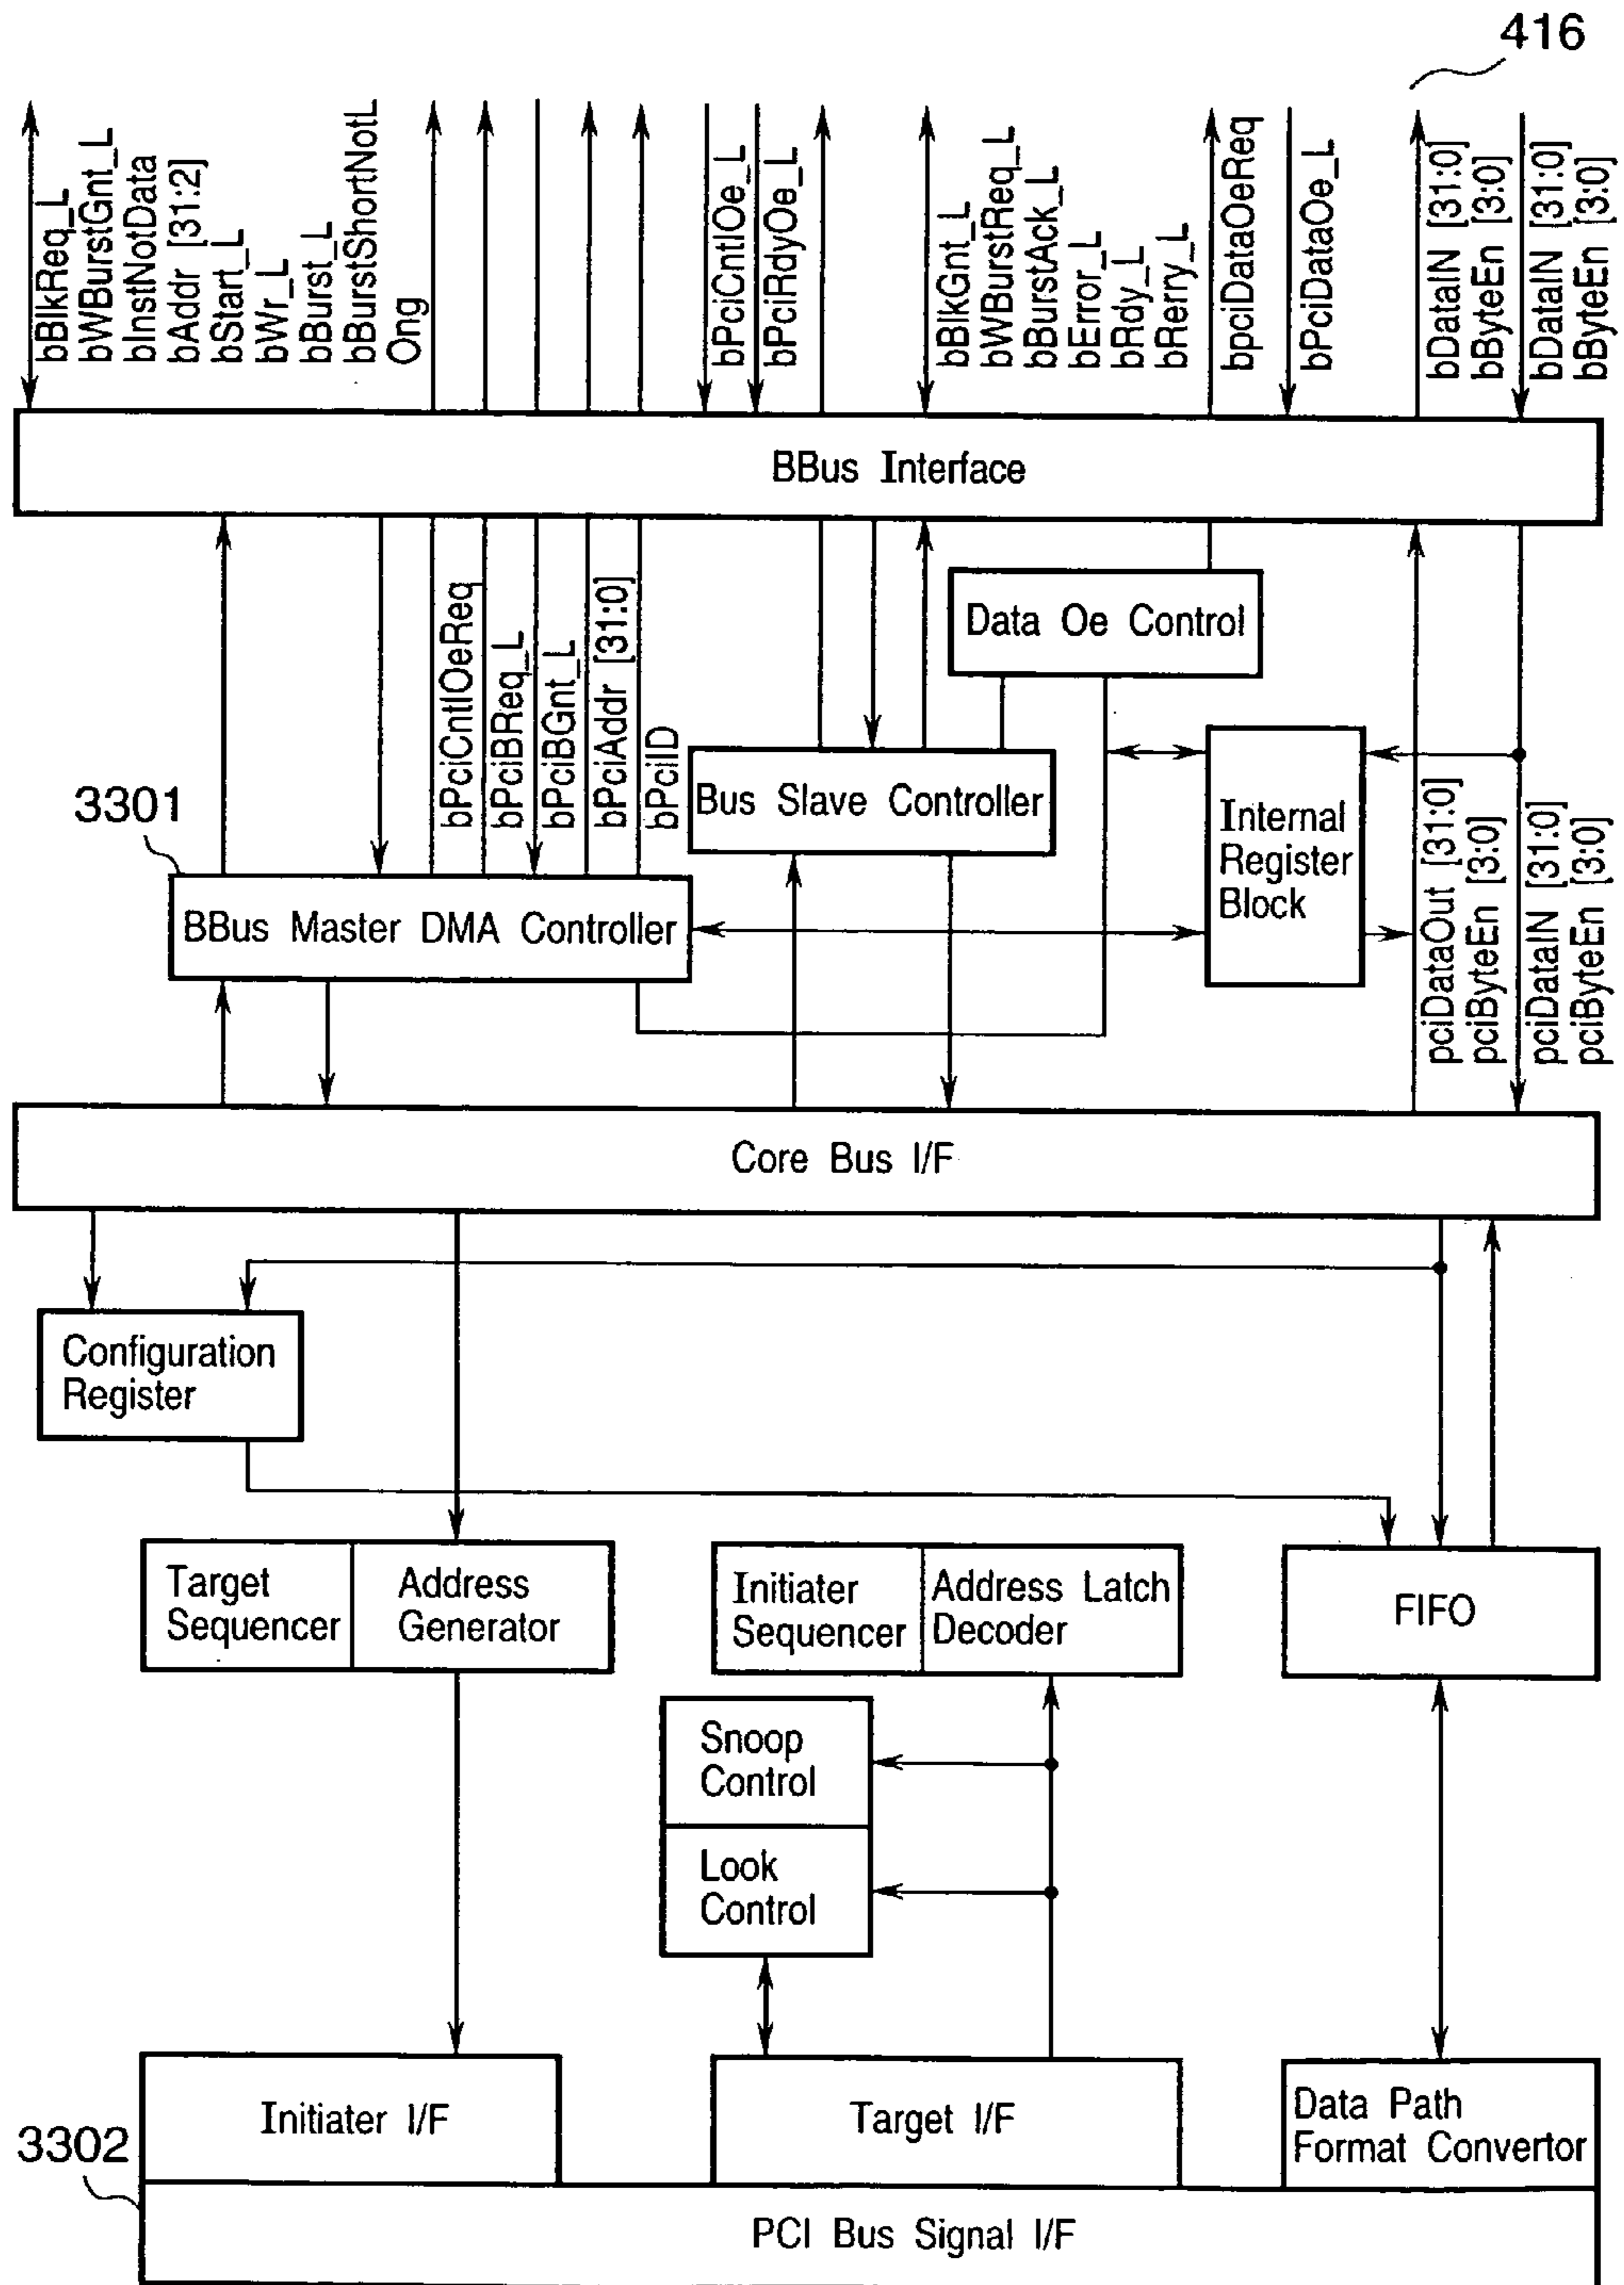 416
bBlkReq_L
bWBurstGnt_L
bInstNotData
bAddr [31:2]
bStart_L
bWr_L
bBurst_L
bBurstShortNotL
Ong
bPciCntlOe_L
bPciRdyOe_L
bBlkGnt_L
bWBurstReq_L
bBurstAck_L
bError_L
bRdy_L
bRerry_L
bpciDataOeReq
bPciDataOe_L
bDataIN [31:0]
bByteEn [3:0]
bDataIN [31:0]
bByteEn [3:0]
BBus Interface
bPciCntlOeReq
bPciBReq_L
bPciBGnt_L
bPciAddr [31:0]
bPciID
Data Oe Control
Bus Slave Controller
Internal
Register
Block
pciDataOut [31:0]
pciByteEn [3:0]
pciDataIN [31:0]
pciByteEn [3:0]
3301
BBus Master DMA Controller
Core Bus I/F
Configuration
Register
Target
Sequencer
Address
Generator
Initiater
Sequencer
Address Latch
Decoder
FIFO
Snoop
Control
Look
Control
Initiater I/F
Target I/F
Data Path
Format Convertor
3302
PCI Bus Signal I/F